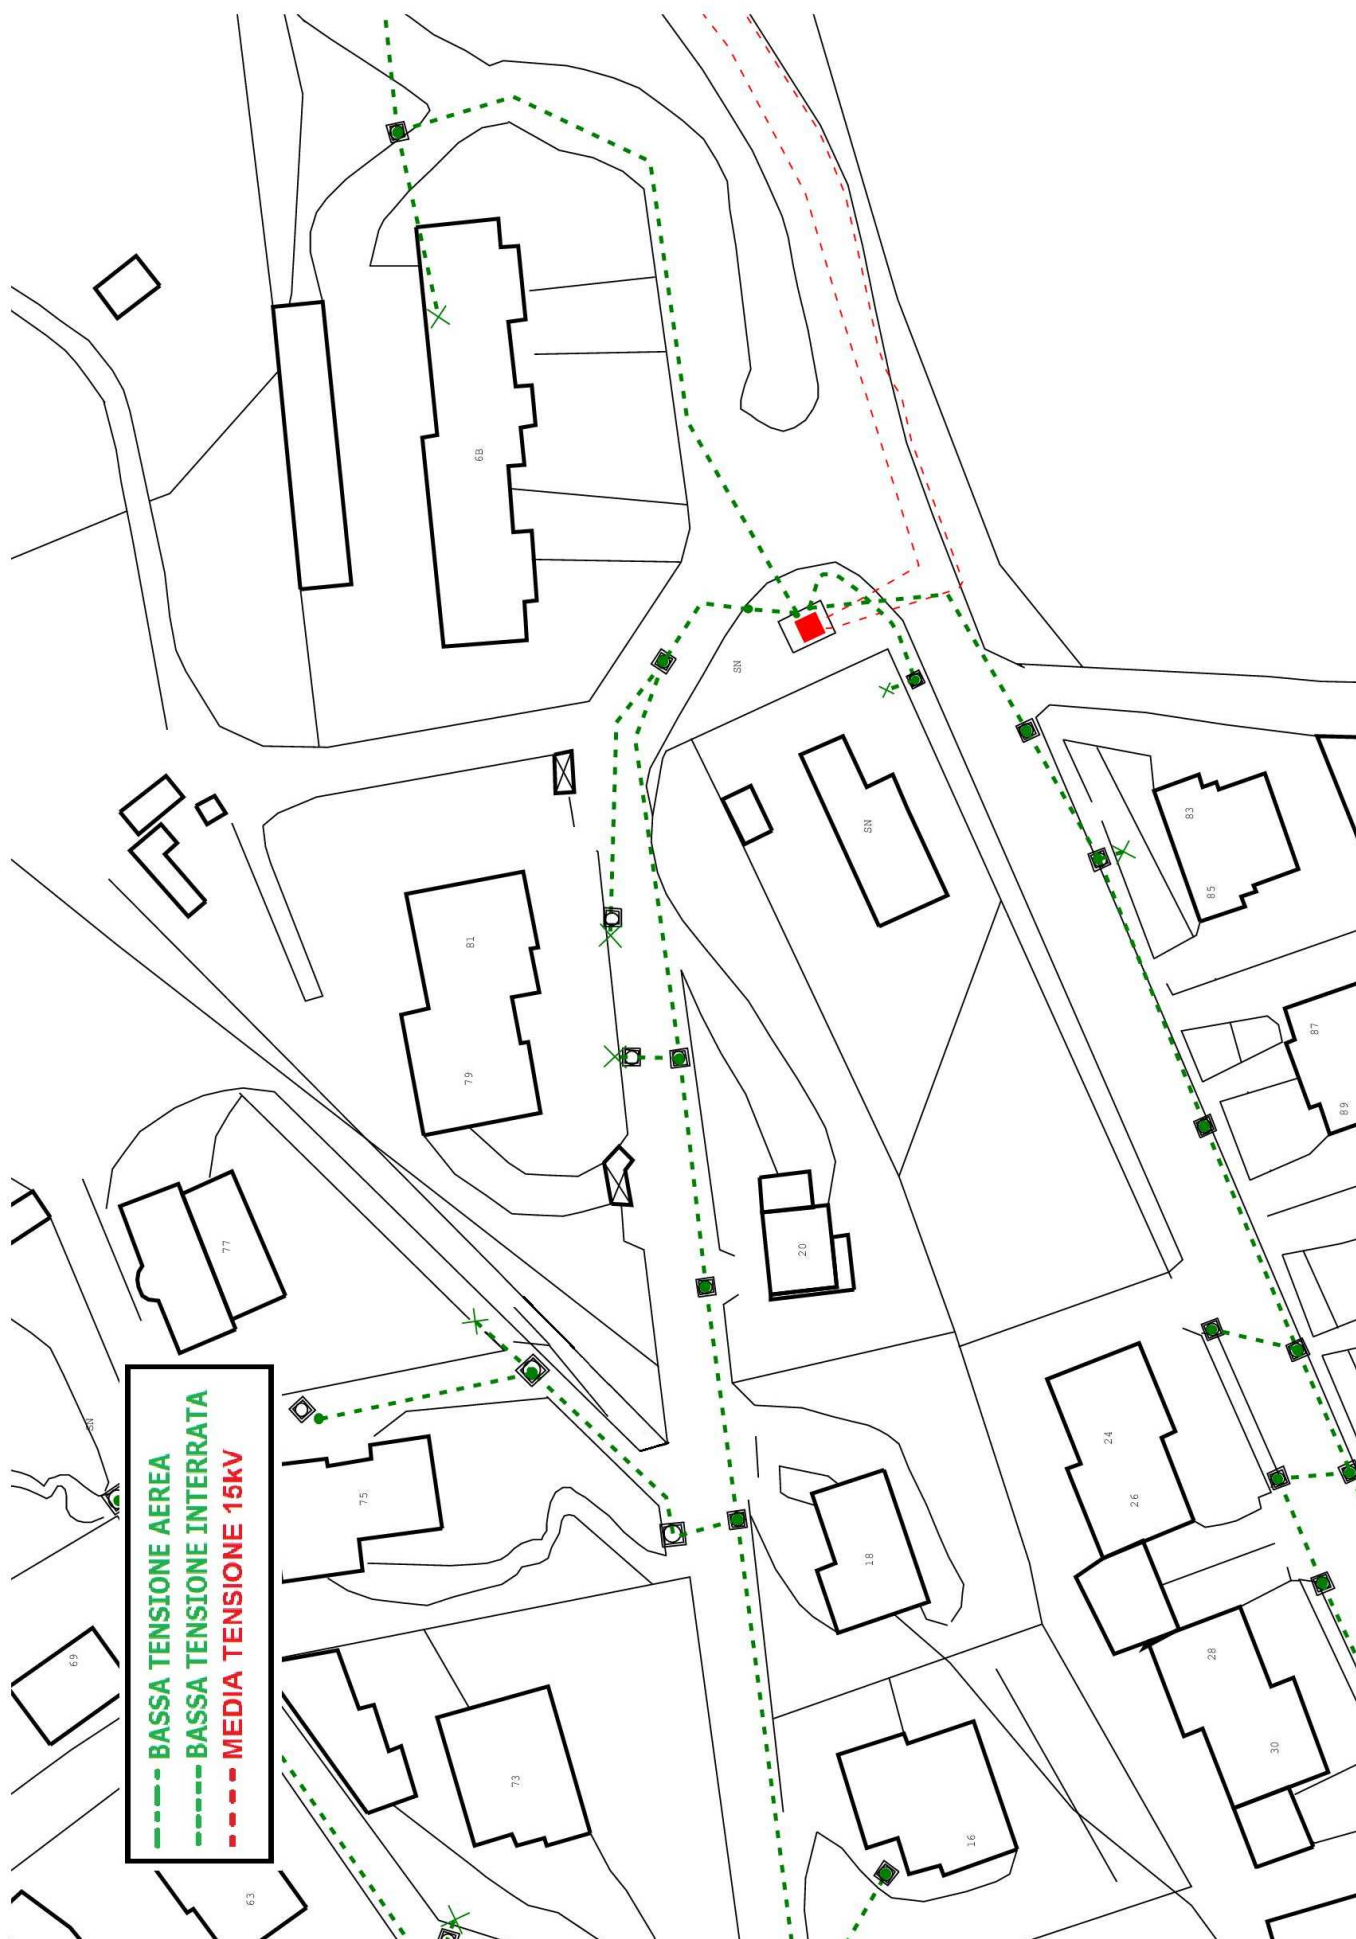 BASSA TENSIONE AEREA
BASSA TENSIONE INTERRATA
MEDIA TENSIONE 15kV
6B
SN
SN
83
85
81
79
87
89
77
20
SN
75
24
26
18
69
73
28
30
16
63